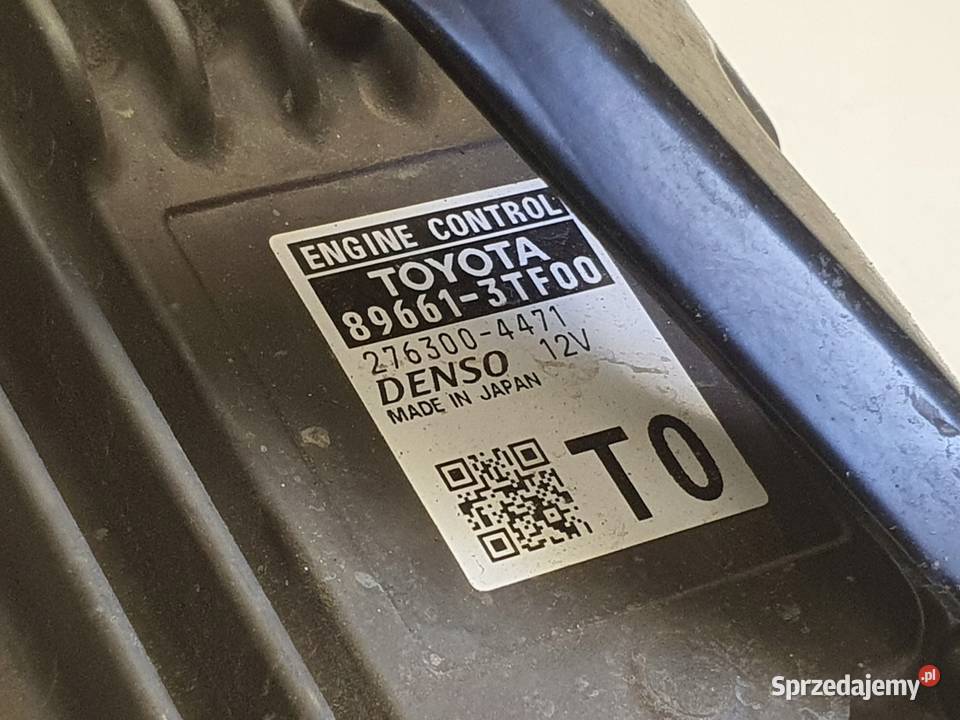 ENGINE CONTROL
TOYOTA
89661-3TF00
276300-4471
DENSO 12V
MADE IN JAPAN
T0
Sprzedajemy.pl